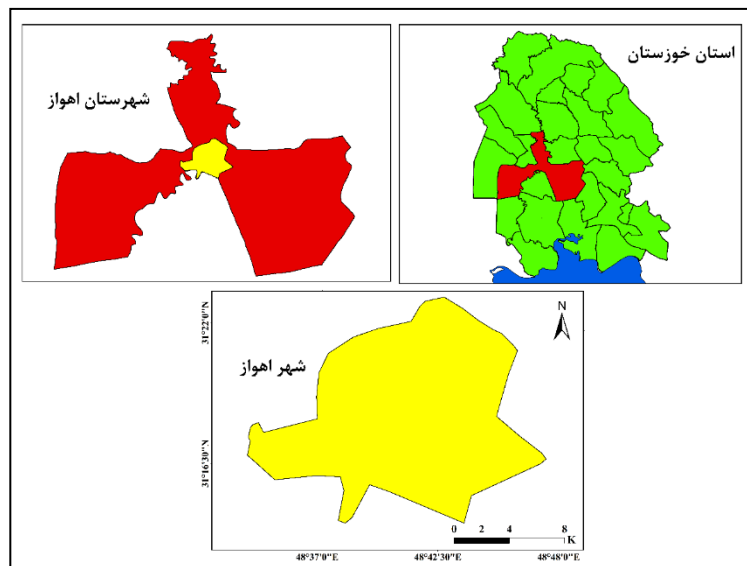 استان خوزستان
شهرستان اهواز
شهر اهواز
N
31°22'0"N
31°16'30"N
0 2 4 8
K
48°37'0"E 48°42'30"E 48°48'0"E